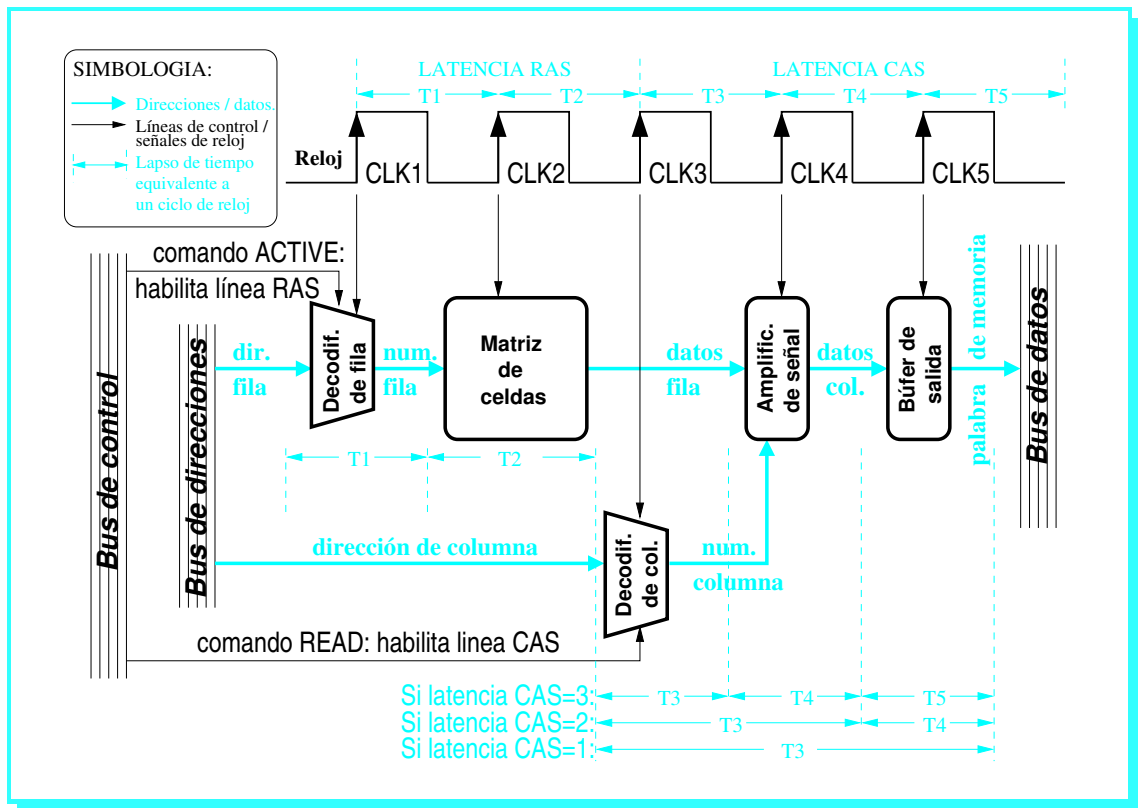 SIMBOLOGIA:
Direcciones / datos.
Líneas de control /
señales de reloj
Lapso de tiempo
equivalente a
un ciclo de reloj
LATENCIA RAS
LATENCIA CAS
T1
T2
T3
T4
T5
Reloj
CLK1
CLK2
CLK3
CLK4
CLK5
comando ACTIVE:
habilita línea RAS
Bus de control
Bus de direcciones
dir.
fila
Decodif.
de fila
num.
fila
Matriz
de
celdas
datos
fila
Amplific.
de señal
datos
col.
Búfer de
salida
palabra de memoria
Bus de datos
T1
T2
dirección de columna
Decodif.
de col.
num.
columna
comando READ: habilita linea CAS
Si latencia CAS=3:
T3
T4
T5
Si latencia CAS=2:
T3
T4
Si latencia CAS=1:
T3